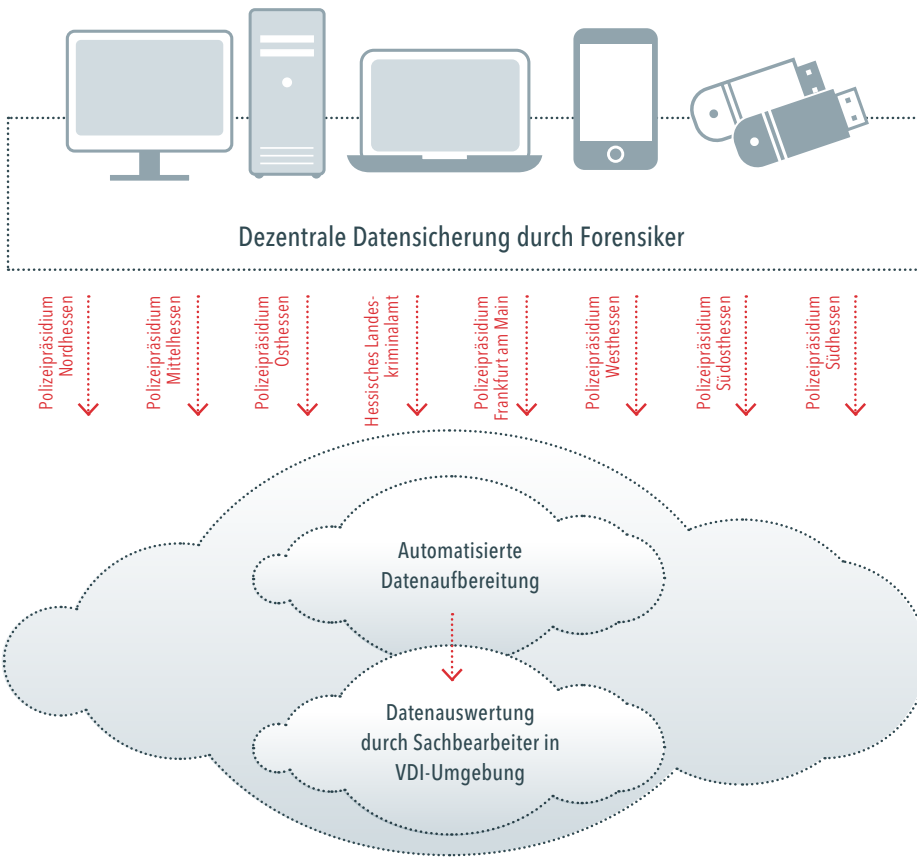 Dezentrale Datensicherung durch Forensiker
Polizeipräsidium
Nordhessen
Polizeipräsidium
Mittelhessen
Polizeipräsidium
Osthessen
Hessisches Landes-
kriminalamt
Polizeipräsidium
Frankfurt am Main
Polizeipräsidium
Westhessen
Polizeipräsidium
Südosthessen
Polizeipräsidium
Südhessen
Automatisierte
Datenaufbereitung
Datenauswertung
durch Sachbearbeiter in
VDI-Umgebung